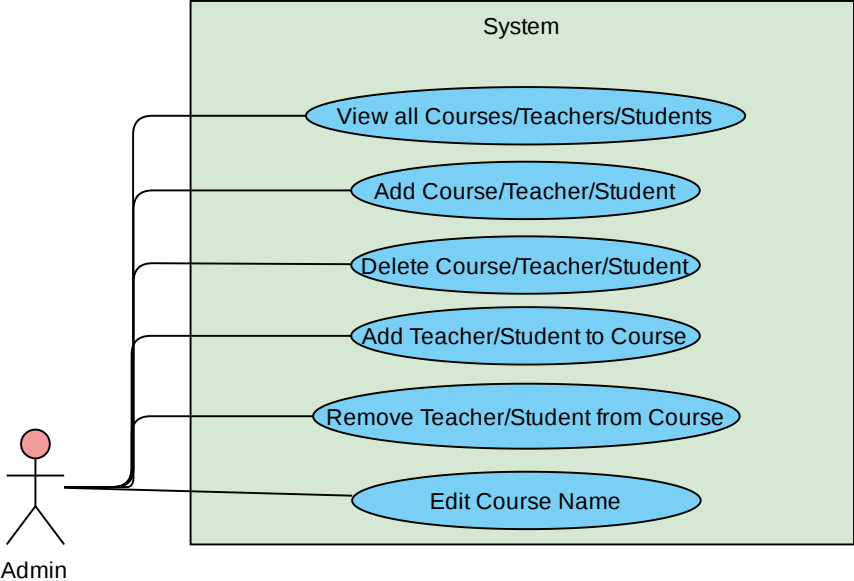 System
View all Courses/Teachers/Students
Add Course/Teacher/Student
Delete Course/Teacher/Student
Add Teacher/Student to Course
Remove Teacher/Student from Course
Edit Course Name
Admin